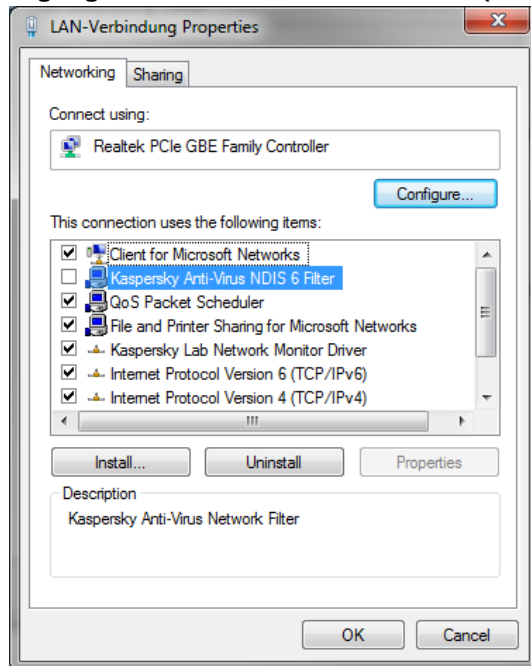 LAN-Verbindung Properties
Networking Sharing
Connect using:
Realtek PCIe GBE Family Controller
Configure...
This connection uses the following items:
Client for Microsoft Networks
Kaspersky Anti-Virus NDIS 6 Filter
QoS Packet Scheduler
File and Printer Sharing for Microsoft Networks
Kaspersky Lab Network Monitor Driver
Internet Protocol Version 6 (TCP/IPv6)
Internet Protocol Version 4 (TCP/IPv4)
Install... Uninstall Properties
Description
Kaspersky Anti-Virus Network Filter
OK Cancel